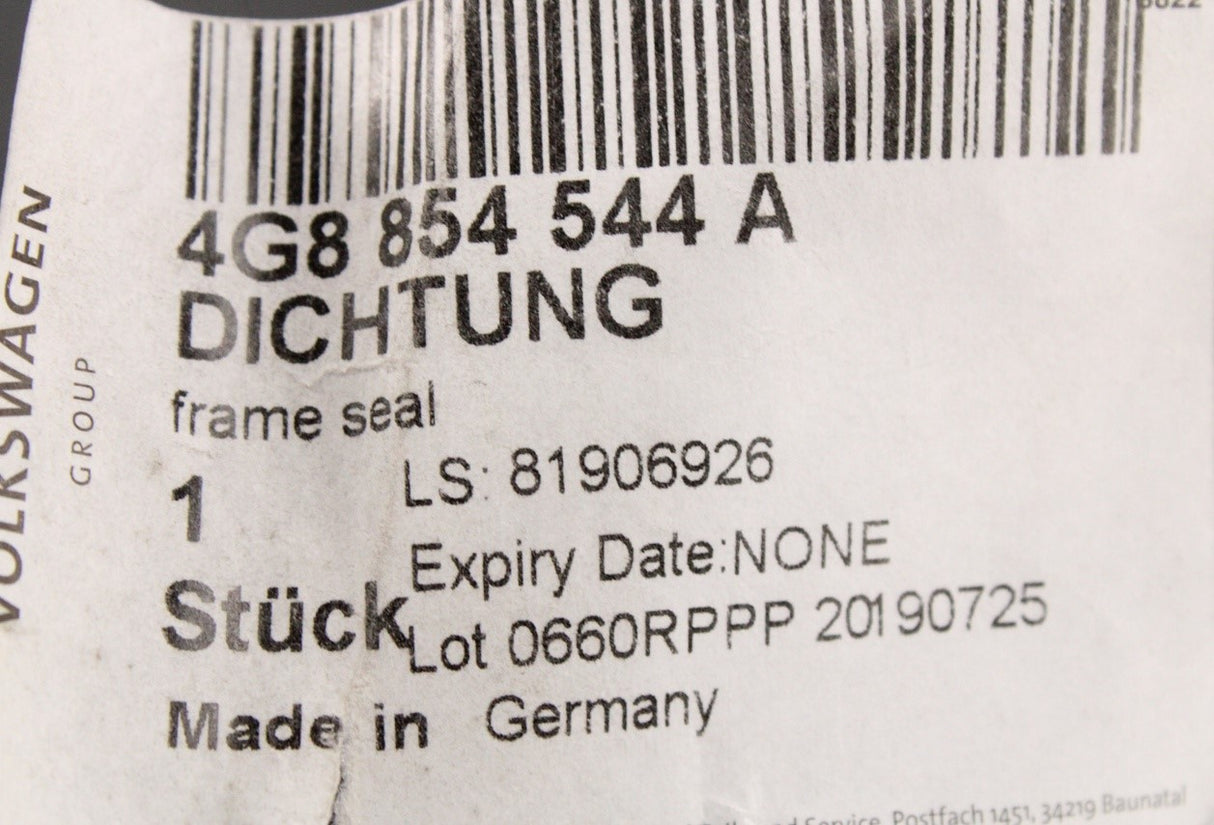 4G8 854 544 A
DICHTUNG
frame seal
1
LS: 81906926
Expiry Date:NONE
Stück
Lot 0660RPPP 20190725
Made in Germany
VOLKSWAGEN
GROUP
Service, Postfach 1451, 34219 Baunatal